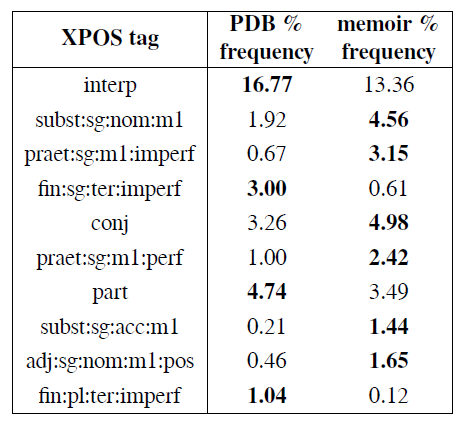 XPOS tag PDB % frequency memoir % frequency
interp 16.77 13.36
subst:sg:nom:m1 1.92 4.56
praet:sg:m1:imperf 0.67 3.15
fin:sg:ter:imperf 3.00 0.61
conj 3.26 4.98
praet:sg:m1:perf 1.00 2.42
part 4.74 3.49
subst:sg:acc:m1 0.21 1.44
adj:sg:nom:m1:pos 0.46 1.65
fin:pl:ter:imperf 1.04 0.12